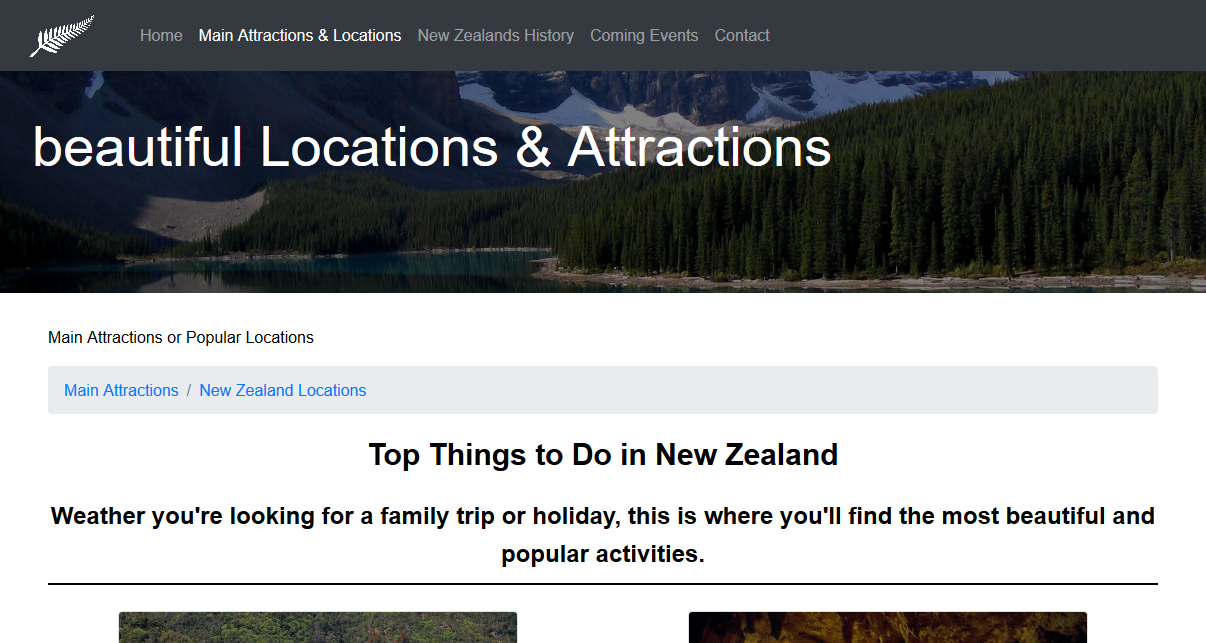 Home Main Attractions & Locations New Zealands History Coming Events Contact
beautiful Locations & Attractions
Main Attractions or Popular Locations
Main Attractions / New Zealand Locations
Top Things to Do in New Zealand
Weather you're looking for a family trip or holiday, this is where you'll find the most beautiful and
popular activities.